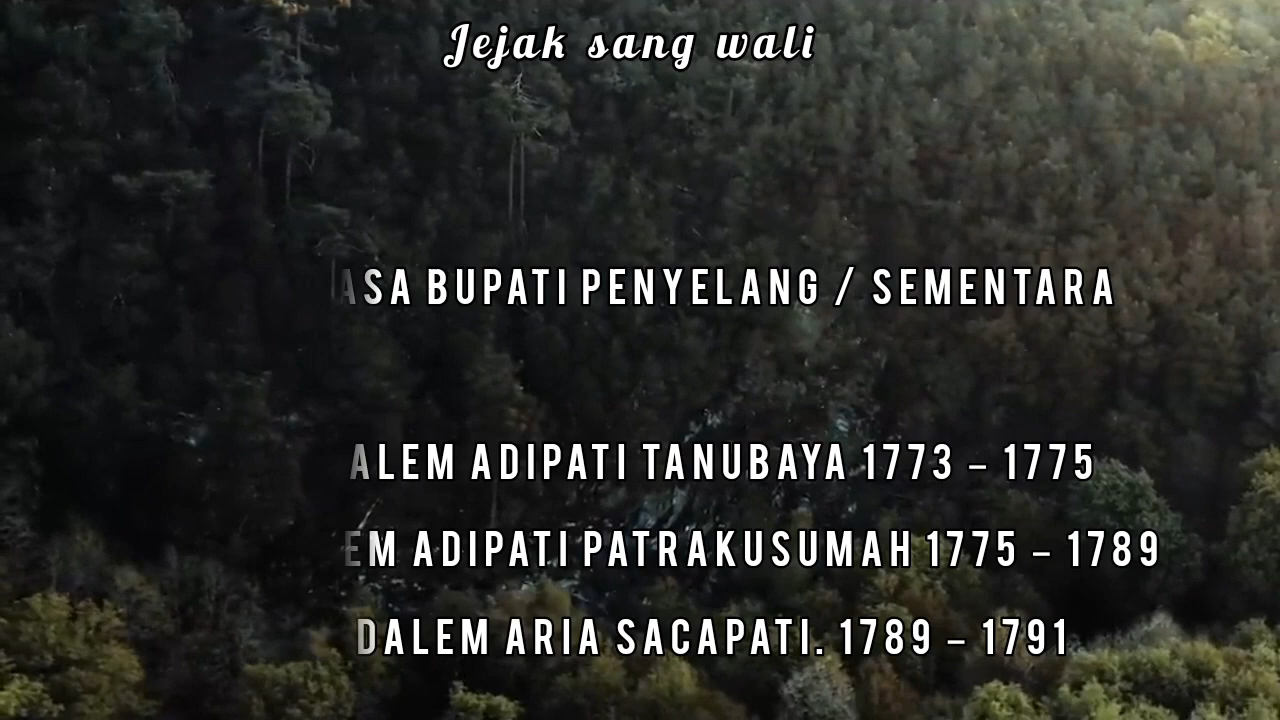 Jejak sang wali
ASA BUPATI PENYELANG / SEMENTARA
ALEM ADIPATI TANUBAYA 1773 – 1775
EM ADIPATI PATRAKUSUMAH 1775 – 1789
DALEM ARIA SACAPATI. 1789 – 1791